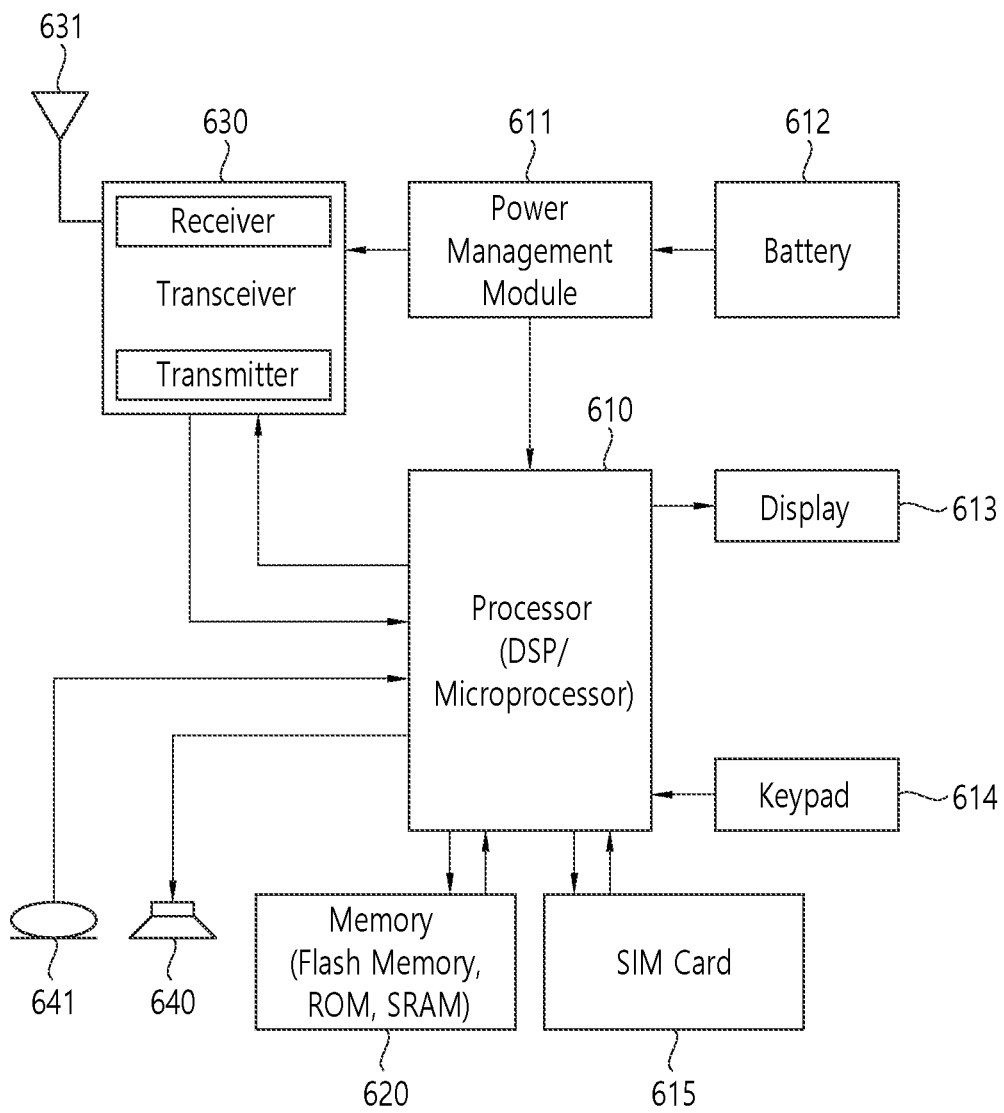 631
630
611
612
Receiver
Transceiver
Transmitter
Power
Management
Module
Battery
610
Display
613
Processor
(DSP/
Microprocessor)
Keypad
614
641
640
Memory
(Flash Memory,
ROM, SRAM)
SIM Card
620
615